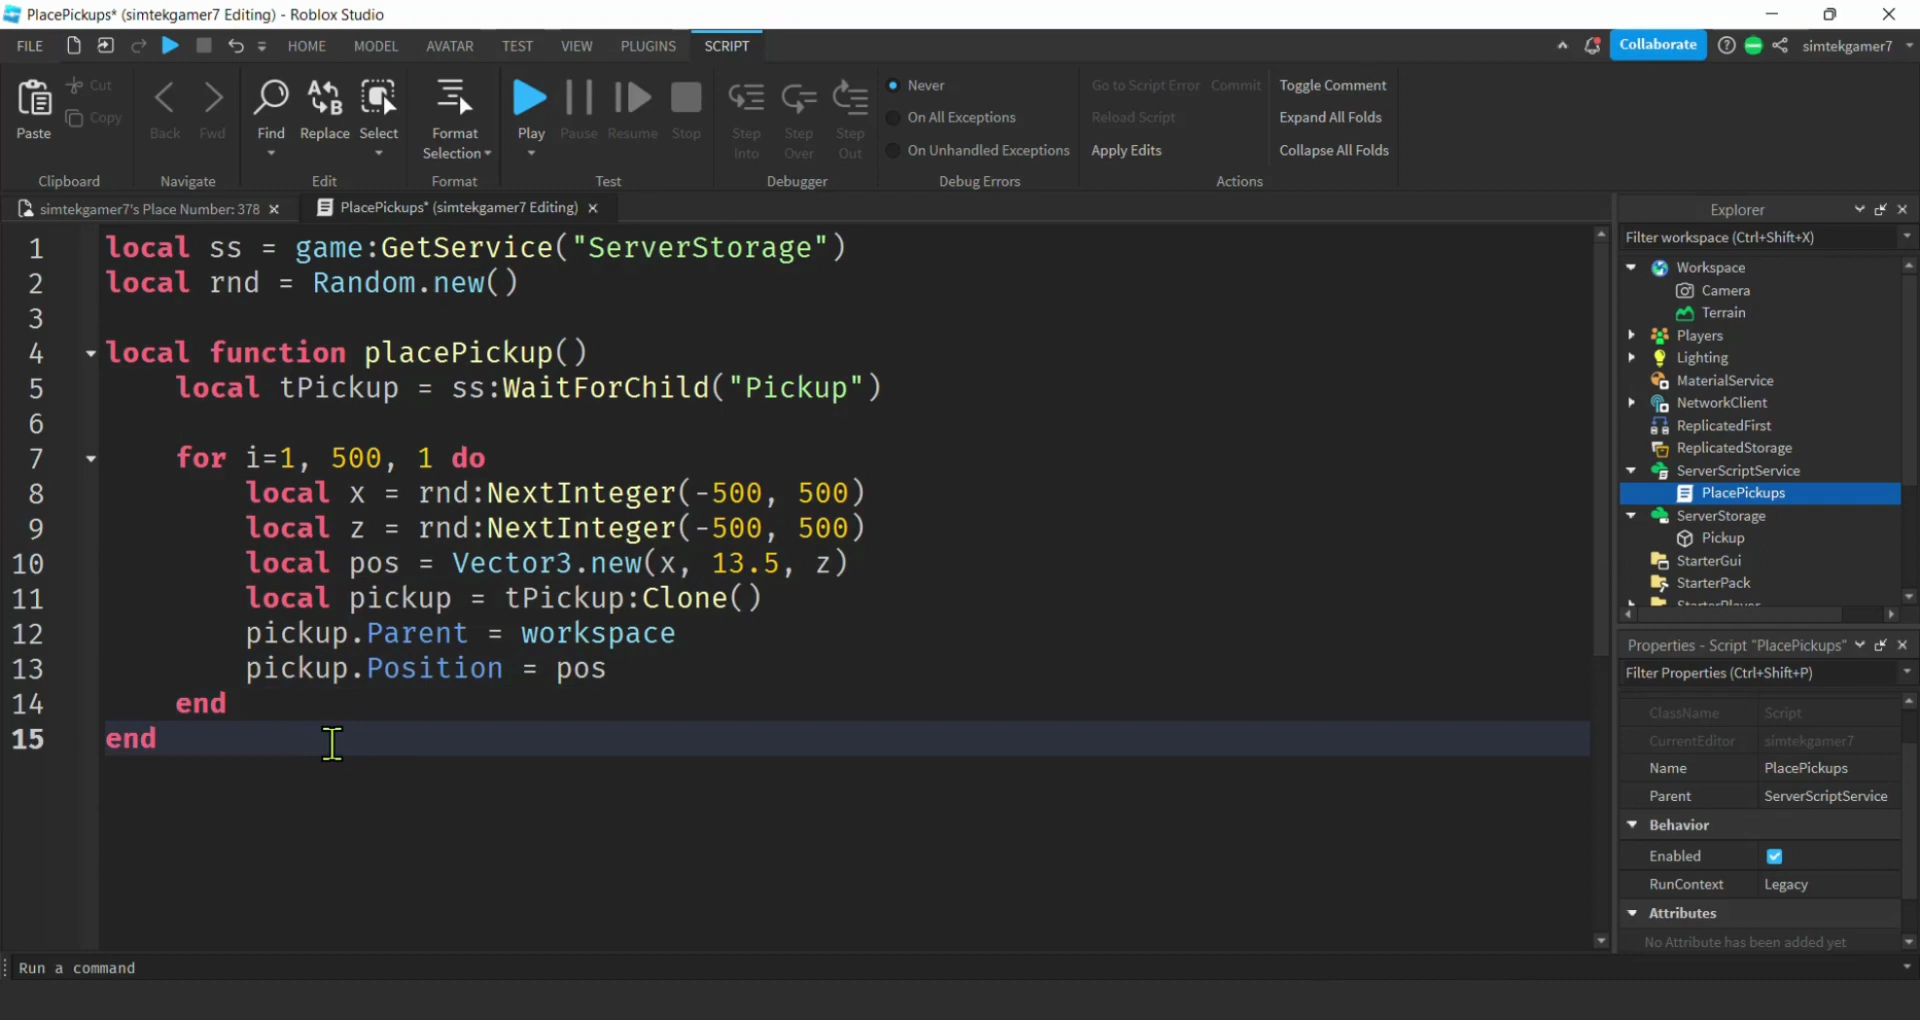 PlacePickups* (simtekgamer7 Editing) - Roblox Studio
FILE HOME MODEL AVATAR TEST VIEW PLUGINS SCRIPT Collaborate simtekgamer7
Paste Cut Copy Back Fwd Find Replace Select Format Selection Play Pause Resume Stop Step Into Step Over Step Out
Never
On All Exceptions
On Unhandled Exceptions
Go to Script Error Commit
Reload Script
Apply Edits
Toggle Comment
Expand All Folds
Collapse All Folds
Clipboard Navigate Edit Format Test Debugger Debug Errors Actions
simtekgamer7's Place Number: 378 PlacePickups* (simtekgamer7 Editing)
1 local ss = game:GetService("ServerStorage")
2 local rnd = Random.new()
3
4 local function placePickup()
5 local tPickup = ss:WaitForChild("Pickup")
6
7 for i=1, 500, 1 do
8 local x = rnd:NextInteger(-500, 500)
9 local z = rnd:NextInteger(-500, 500)
10 local pos = Vector3.new(x, 13.5, z)
11 local pickup = tPickup:Clone()
12 pickup.Parent = workspace
13 pickup.Position = pos
14 end
15 end
Run a command
Explorer
Filter workspace (Ctrl+Shift+X)
Workspace
Camera
Terrain
Players
Lighting
MaterialService
NetworkClient
ReplicatedFirst
ReplicatedStorage
ServerScriptService
PlacePickups
ServerStorage
Pickup
StarterGui
StarterPack
StarterPlayer
Properties - Script "PlacePickups"
Filter Properties (Ctrl+Shift+P)
ClassName Script
CurrentEditor simtekgamer7
Name PlacePickups
Parent ServerScriptService
Behavior
Enabled
RunContext Legacy
Attributes
No Attribute has been added yet